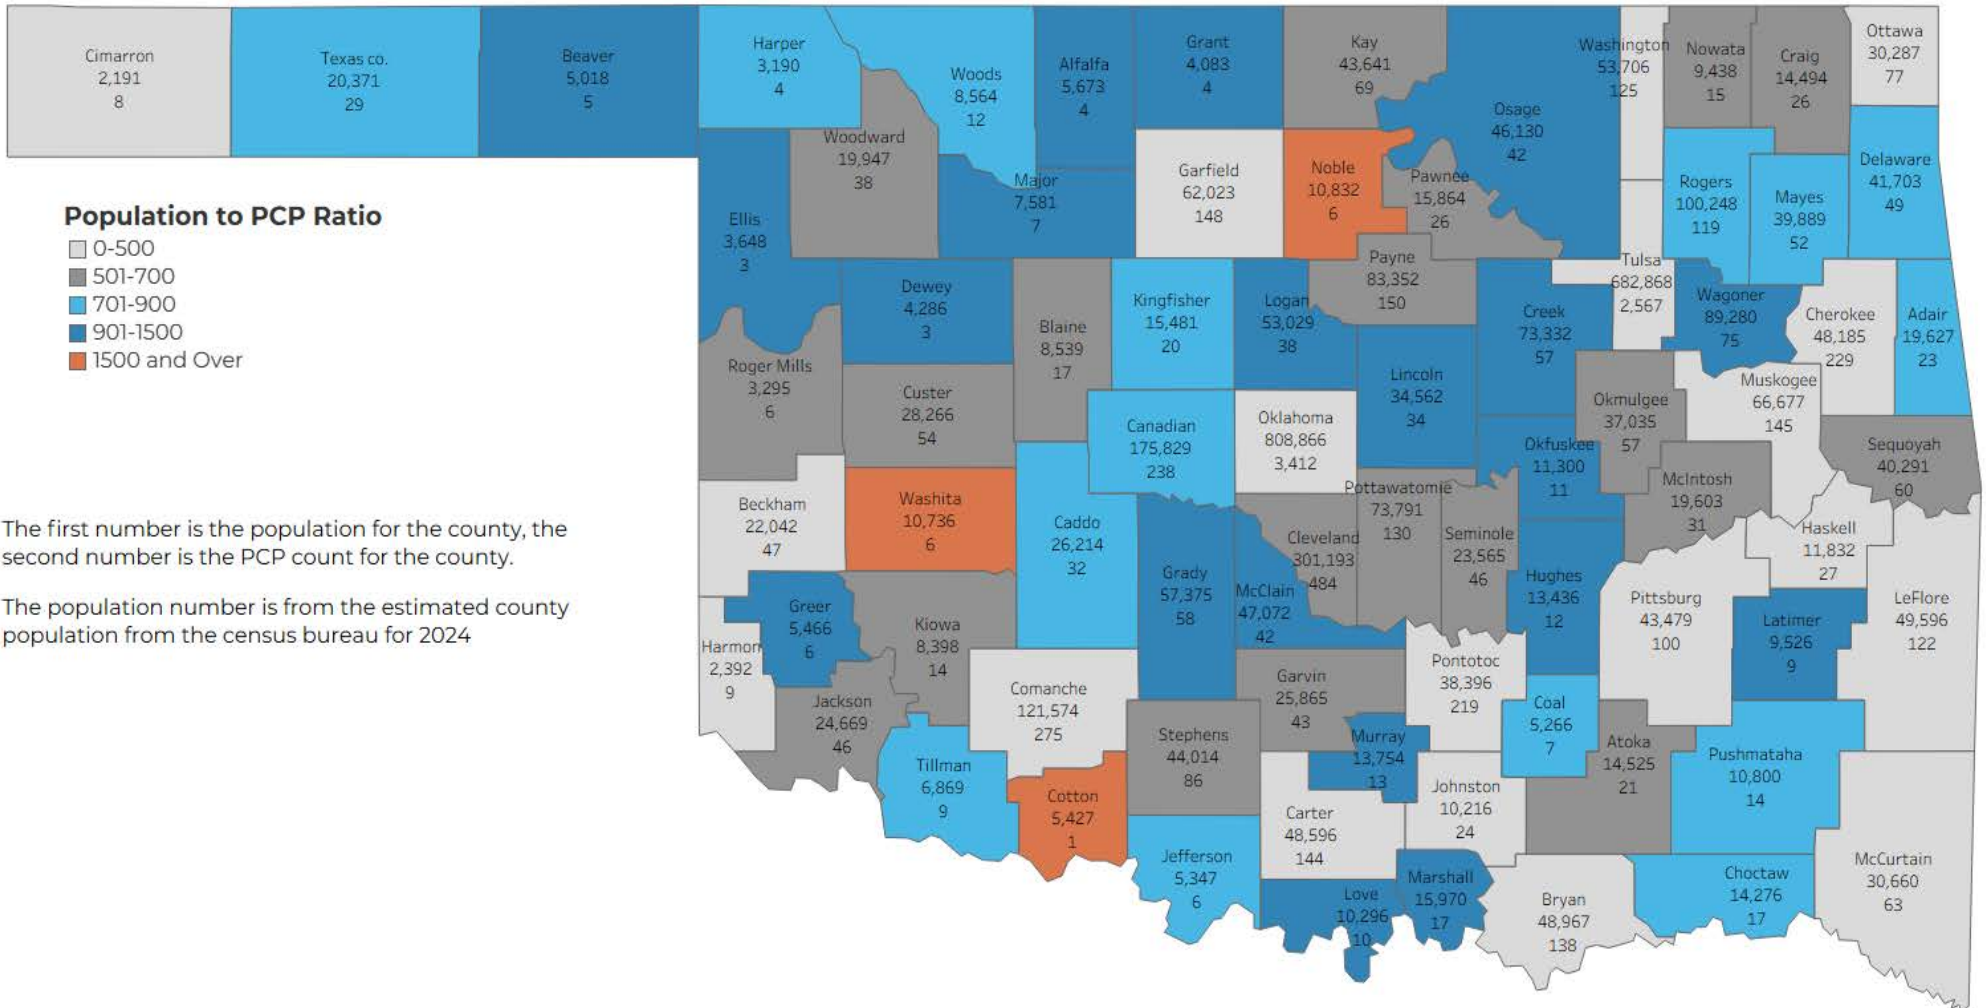 Cimarron
2,191
8
Texas co.
20,371
29
Beaver
5,018
5
Harper
3,190
4
Woods
8,564
12
Alfalfa
5,673
4
Grant
4,083
4
Kay
43,641
69
Osage
46,130
42
Washington
53,706
125
Nowata
9,438
15
Craig
14,494
26
Ottawa
30,287
77
Woodward
19,947
38
Major
7,581
7
Garfield
62,023
148
Noble
10,832
6
Pawnee
15,864
26
Rogers
100,248
119
Mayes
39,889
52
Delaware
41,703
49
Population to PCP Ratio
0-500
501-700
701-900
901-1500
1500 and Over
Ellis
3,648
3
Dewey
4,286
3
Blaine
8,539
17
Kingfisher
15,481
20
Logan
53,029
38
Payne
83,352
150
Creek
73,332
57
Tulsa
682,868
2,567
Wagoner
89,280
75
Cherokee
48,185
229
Adair
19,627
23
Roger Mills
3,295
6
Custer
28,266
54
Canadian
175,829
238
Oklahoma
808,866
3,412
Lincoln
34,562
34
Okfuskee
11,300
11
Okmulgee
37,035
57
Muskogee
66,677
145
Sequoyah
40,291
60
Beckham
22,042
47
Washita
10,736
6
Caddo
26,214
32
Grady
57,375
58
McClain
47,072
42
Cleveland
301,193
484
Pottawatomie
73,791
130
Seminole
23,565
46
Hughes
13,436
12
McIntosh
19,603
31
Haskell
11,832
27
The first number is the population for the county, the
second number is the PCP count for the county.
The population number is from the estimated county
population from the census bureau for 2024
Harmon
2,392
9
Greer
5,466
6
Kiowa
8,398
14
Jackson
24,669
46
Comanche
121,574
275
Garvin
25,865
43
Pontotoc
38,396
219
Pittsburg
43,479
100
Latimer
9,526
9
LeFlore
49,596
122
Tillman
6,869
9
Cotton
5,427
1
Stephens
44,014
86
Murray
13,754
13
Coal
5,266
7
Atoka
14,525
21
Pushmataha
10,800
14
Jefferson
5,347
6
Carter
48,596
144
Johnston
10,216
24
Love
10,296
10
Marshall
15,970
17
Bryan
48,967
138
Choctaw
14,276
17
McCurtain
30,660
63